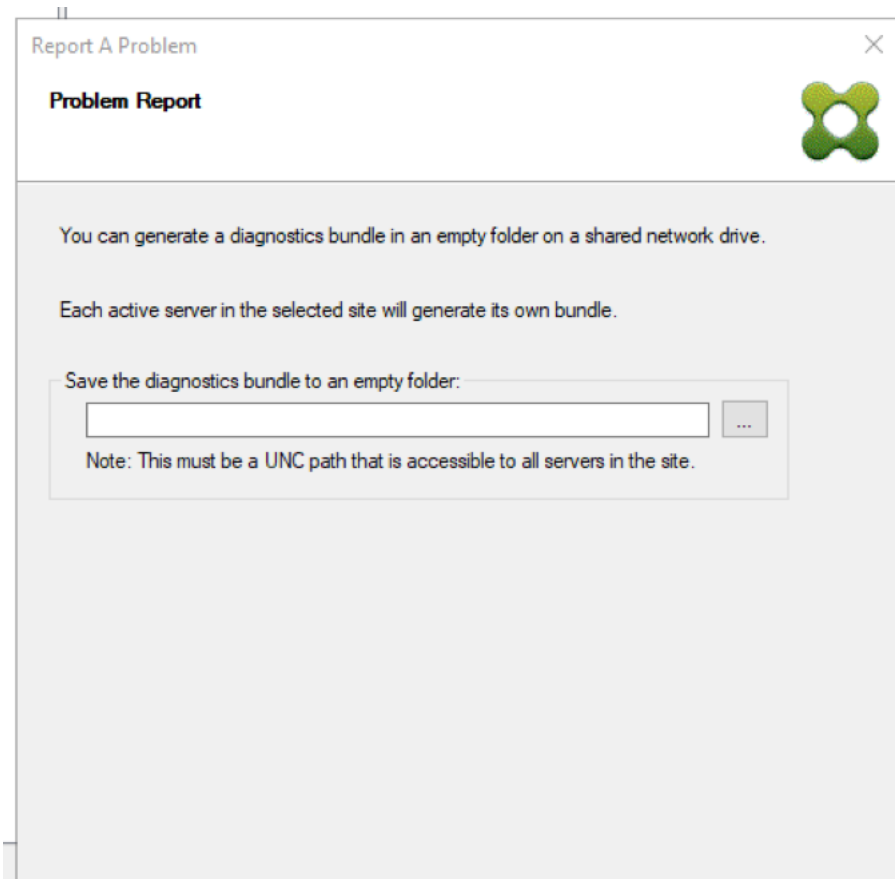 Report A Problem
Problem Report
You can generate a diagnostics bundle in an empty folder on a shared network drive.
Each active server in the selected site will generate its own bundle.
Save the diagnostics bundle to an empty folder:
...
Note: This must be a UNC path that is accessible to all servers in the site.